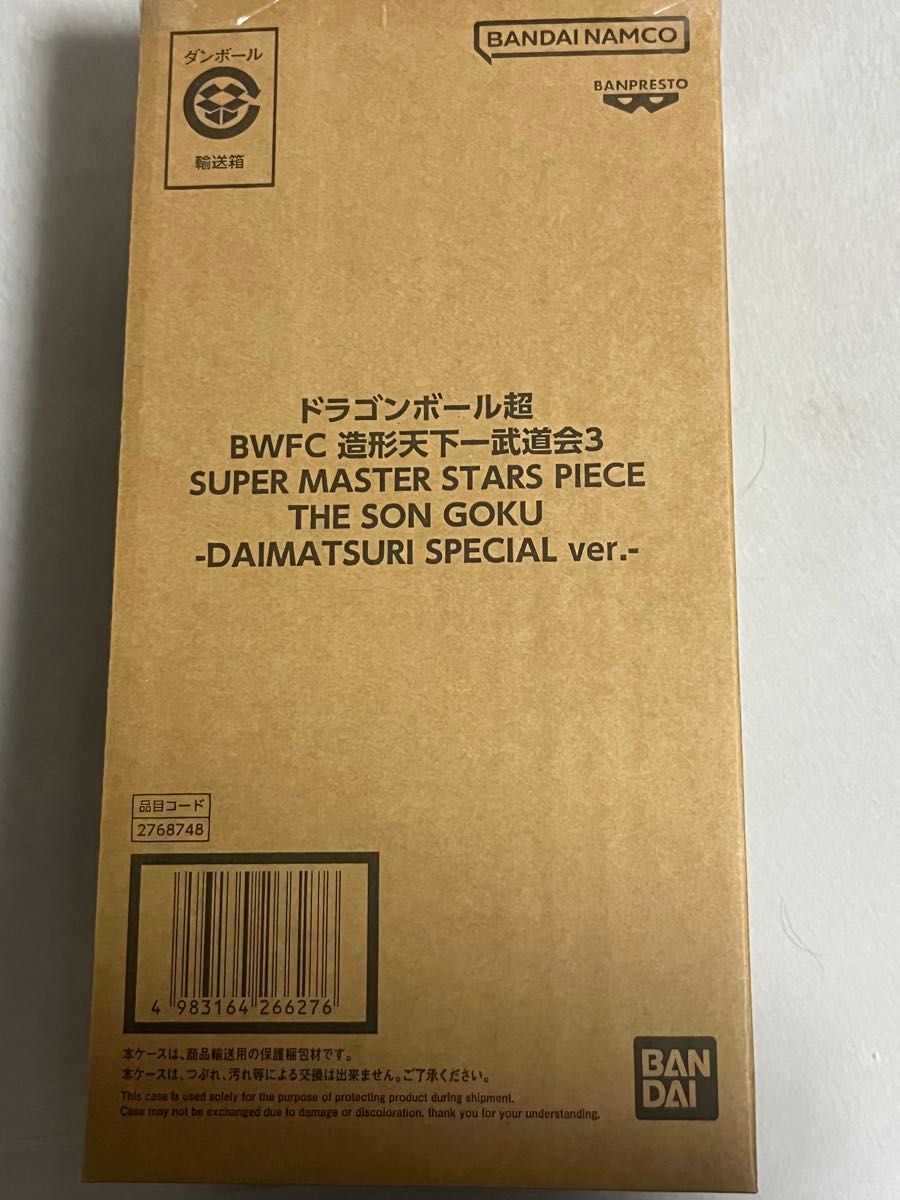 ダンボール
輸送箱
BANDAI NAMCO
BANPRESTO
ドラゴンボール超
BWFC 造形天下一武道会3
SUPER MASTER STARS PIECE
THE SON GOKU
-DAIMATSURI SPECIAL ver.-
品目コード
2768748
4 983164 266276
本ケースは、商品輸送用の保護梱包材です。
本ケースは、つぶれ、汚れ等による交換は出来ません。ご了承ください。
This case is used solely for the purpose of protecting product during shipment.
Case may not be exchanged due to damage or discoloration. thank you for your understanding.
BAN
DAI